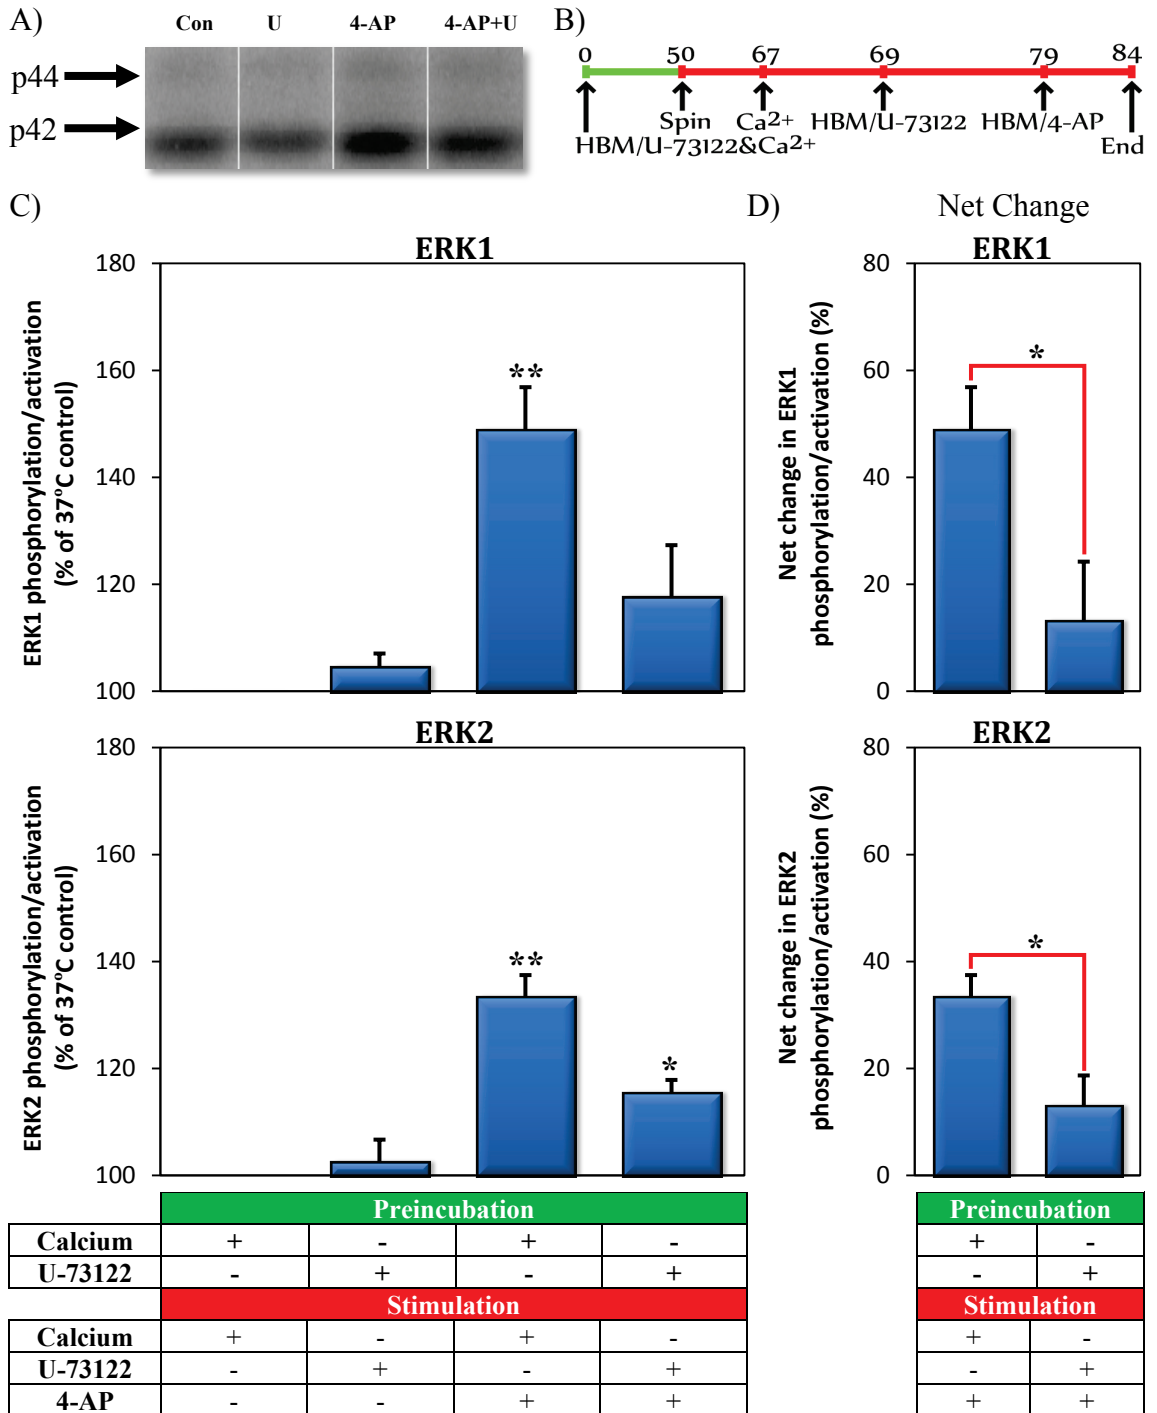 A)
Con U 4-AP 4-AP+U
p44
p42
B)
0 50 67 69 79 84
Spin Ca2+ HBM/U-73122 HBM/4-AP
HBM/U-73122&Ca2+ End
C)
ERK1
180
160
140
120
100
ERK1 phosphorylation/activation
(% of 37°C control)
**
D) Net Change
ERK1
80
60
40
20
0
Net change in ERK1
phosphorylation/activation (%)
*
ERK2
180
160
140
120
100
ERK2 phosphorylation/activation
(% of 37°C control)
**
*
ERK2
80
60
40
20
0
Net change in ERK2
phosphorylation/activation (%)
*
Preincubation Preincubation
Calcium + - + - + -
U-73122 - + - + - +
Stimulation Stimulation
Calcium + - + - + -
U-73122 - + - + - +
4-AP - - + + + +